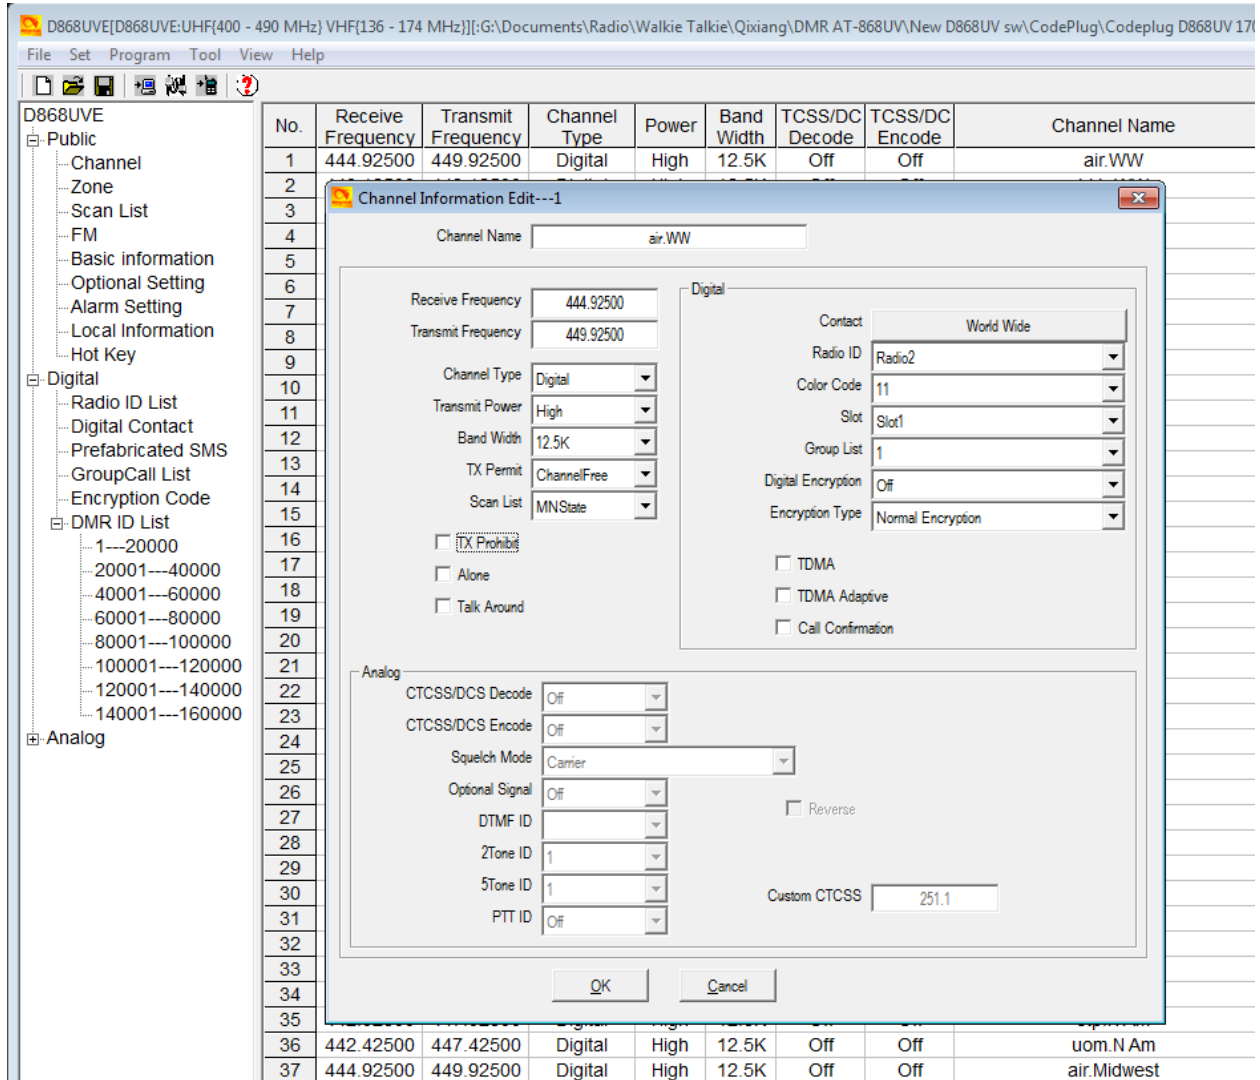 D868UVE[D868UVE:UHF{400 - 490 MHz} VHF{136 - 174 MHz}][:G:\Documents\Radio\Walkie Talkie\Qixiang\DMR AT-868UV\New D868UV sw\CodePlug\Codeplug D868UV 170
File Set Program Tool View Help
D868UVE
Public
Channel
Zone
Scan List
FM
Basic information
Optional Setting
Alarm Setting
Local Information
Hot Key
Digital
Radio ID List
Digital Contact
Prefabricated SMS
GroupCall List
Encryption Code
DMR ID List
1---20000
20001---40000
40001---60000
60001---80000
80001---100000
100001---120000
120001---140000
140001---160000
Analog
No. Receive Frequency Transmit Frequency Channel Type Power Band Width TCSS/DC Decode TCSS/DC Encode Channel Name
1 444.92500 449.92500 Digital High 12.5K Off Off air.WW
2
3
4
5
6
7
8
9
10
11
12
13
14
15
16
17
18
19
20
21
22
23
24
25
26
27
28
29
30
31
32
33
34
35
36 442.42500 447.42500 Digital High 12.5K Off Off uom.N Am
37 444.92500 449.92500 Digital High 12.5K Off Off air.Midwest
Channel Information Edit---1
Channel Name air.WW
Receive Frequency 444.92500
Transmit Frequency 449.92500
Channel Type Digital
Transmit Power High
Band Width 12.5K
TX Permit ChannelFree
Scan List MNState
TX Prohibit
Alone
Talk Around
Digital
Contact World Wide
Radio ID Radio2
Color Code 11
Slot Slot1
Group List 1
Digital Encryption Off
Encryption Type Normal Encryption
TDMA
TDMA Adaptive
Call Confirmation
Analog
CTCSS/DCS Decode Off
CTCSS/DCS Encode Off
Squelch Mode Carrier
Optional Signal Off
Reverse
DTMF ID
2Tone ID 1
5Tone ID 1
Custom CTCSS 251.1
PTT ID Off
OK Cancel